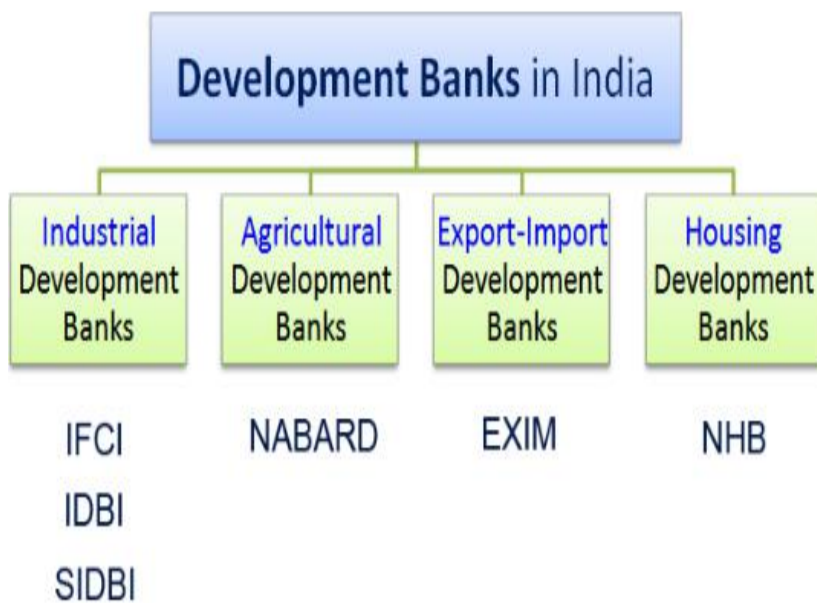 Development Banks in India
Industrial
Development
Banks
Agricultural
Development
Banks
Export-Import
Development
Banks
Housing
Development
Banks
IFCI
IDBI
SIDBI
NABARD
EXIM
NHB